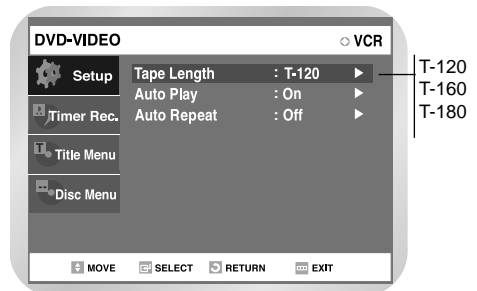 DVD-VIDEO VCR
Setup
Tape Length : T-120
Auto Play : On
Auto Repeat : Off
Timer Rec.
Title Menu
Disc Menu
MOVE SELECT RETURN EXIT
T-120
T-160
T-180